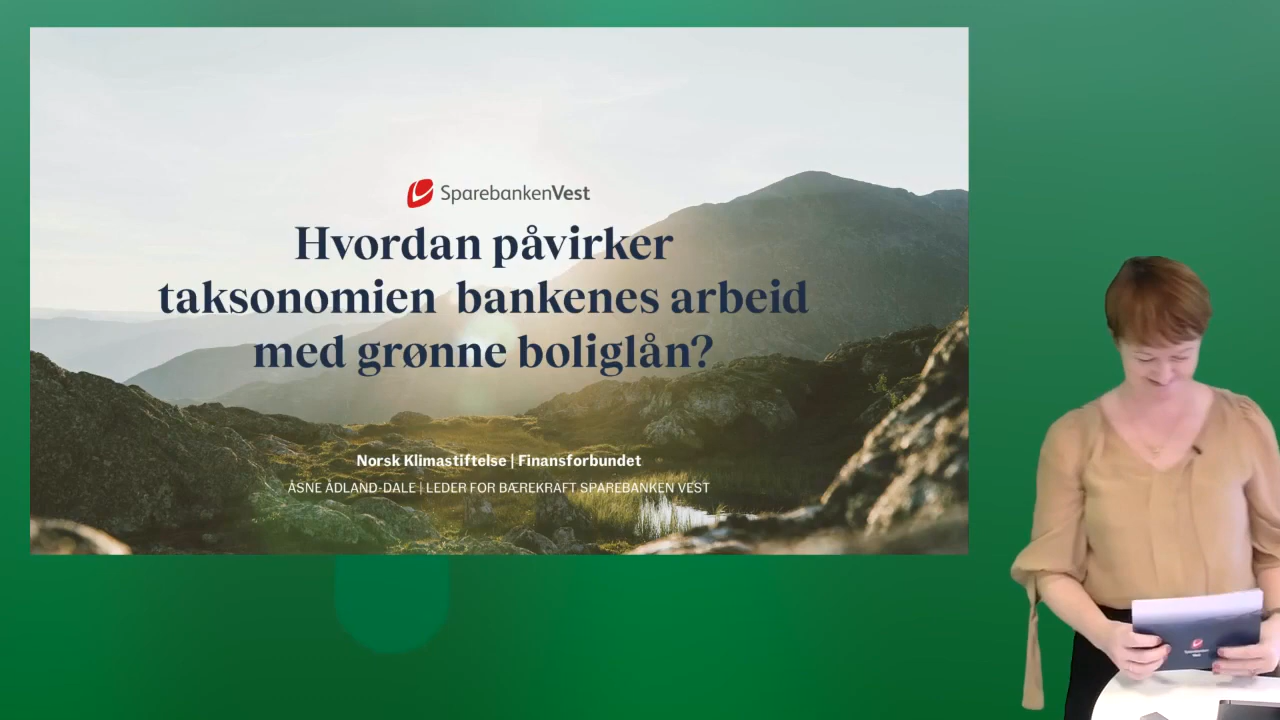 SparebankenVest
Hvordan påvirker
taksonomien bankenes arbeid
med grønne boliglån?
Norsk Klimastiftelse | Finansforbundet
ÅSNE ÅDLAND-DALE | LEDER FOR BÆREKRAFT SPAREBANKEN VEST